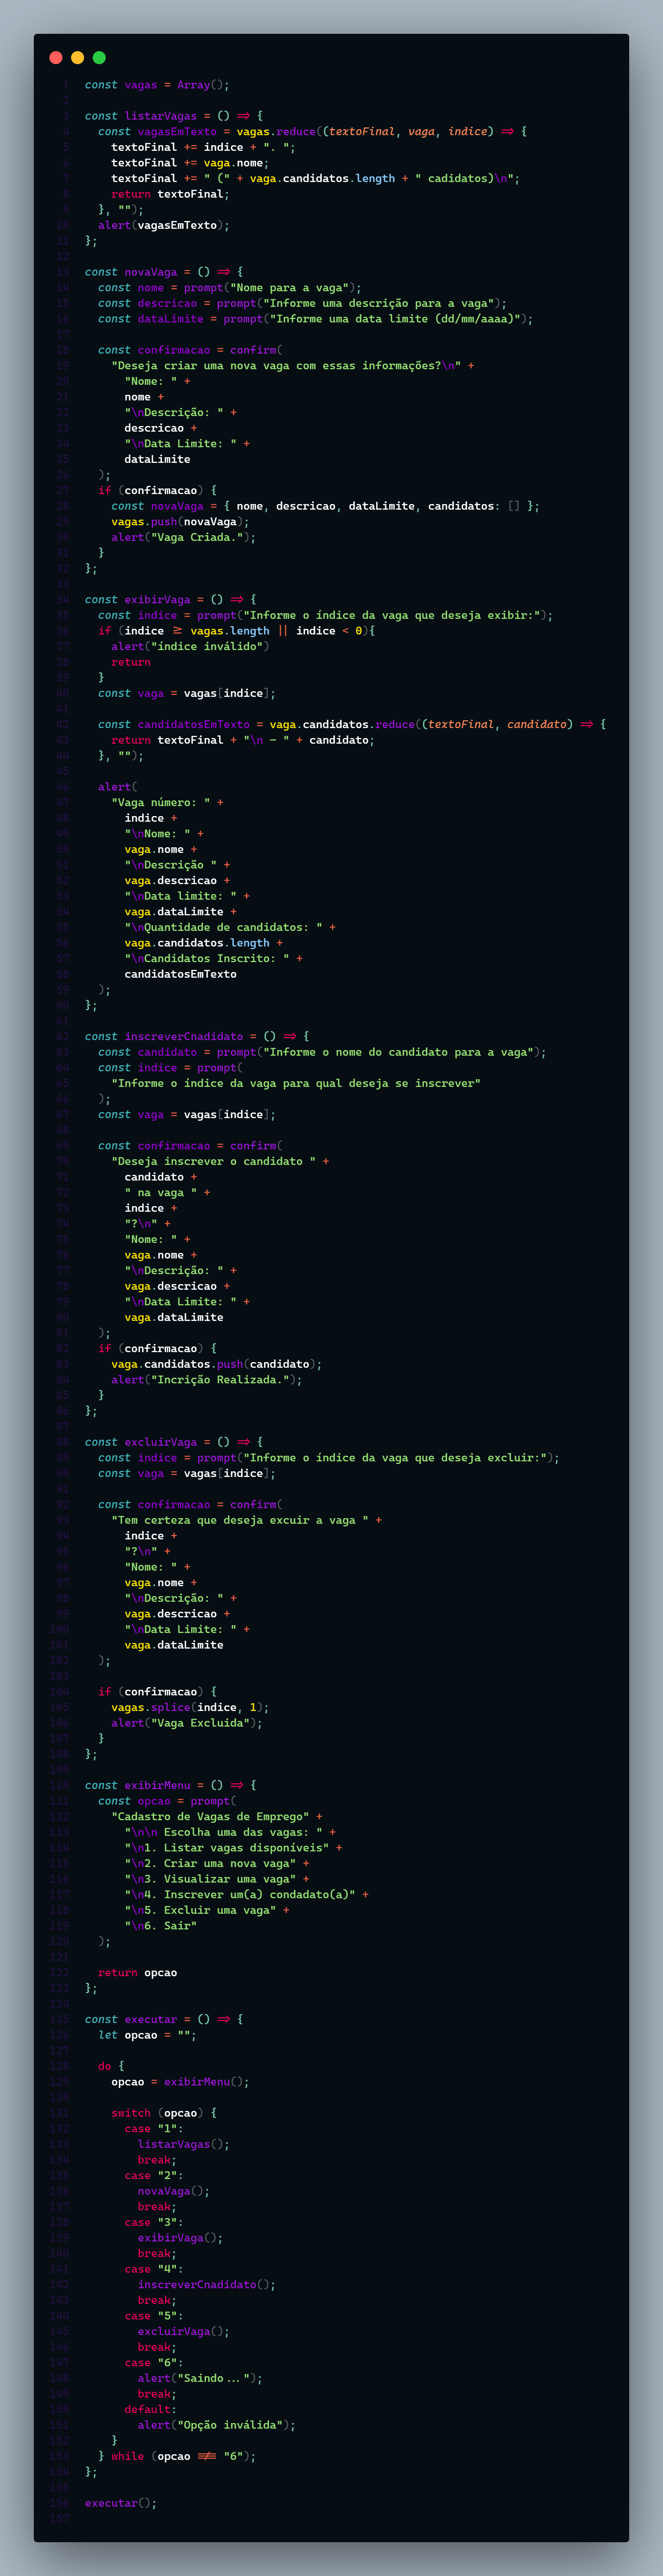 1 const vagas = Array();
2
3 const listarVagas = () => {
4 const vagasEmTexto = vagas.reduce((textoFinal, vaga, indice) => {
5 textoFinal += indice + ". ";
6 textoFinal += vaga.nome;
7 textoFinal += " (" + vaga.candidatos.length + " cadidatos)\n";
8 return textoFinal;
9 }, "");
10 alert(vagasEmTexto);
11 };
12
13 const novaVaga = () => {
14 const nome = prompt("Nome para a vaga");
15 const descricao = prompt("Informe uma descrição para a vaga");
16 const dataLimite = prompt("Informe uma data limite (dd/mm/aaaa)");
17
18 const confirmacao = confirm(
19 "Deseja criar uma nova vaga com essas informações?\n" +
20 "Nome: " +
21 nome +
22 "\nDescrição: " +
23 descricao +
24 "\nData Limite: " +
25 dataLimite
26 );
27 if (confirmacao) {
28 const novaVaga = { nome, descricao, dataLimite, candidatos: [] };
29 vagas.push(novaVaga);
30 alert("Vaga Criada.");
31 }
32 };
33
34 const exibirVaga = () => {
35 const indice = prompt("Informe o índice da vaga que deseja exibir:");
36 if (indice >= vagas.length || indice < 0){
37 alert("índice inválido")
38 return
39 }
40 const vaga = vagas[indice];
41
42 const candidatosEmTexto = vaga.candidatos.reduce((textoFinal, candidato) => {
43 return textoFinal + "\n - " + candidato;
44 }, "");
45
46 alert(
47 "Vaga número: " +
48 indice +
49 "\nNome: " +
50 vaga.nome +
51 "\nDescrição " +
52 vaga.descricao +
53 "\nData limite: " +
54 vaga.dataLimite +
55 "\nQuantidade de candidatos: " +
56 vaga.candidatos.length +
57 "\nCandidatos Inscrito: " +
58 candidatosEmTexto
59 );
60 };
61
62 const inscreverCnadidato = () => {
63 const candidato = prompt("Informe o nome do candidato para a vaga");
64 const indice = prompt(
65 "Informe o índice da vaga para qual deseja se inscrever"
66 );
67 const vaga = vagas[indice];
68
69 const confirmacao = confirm(
70 "Deseja inscrever o candidato " +
71 candidato +
72 " na vaga " +
73 indice +
74 "?\n" +
75 "Nome: " +
76 vaga.nome +
77 "\nDescrição: " +
78 vaga.descricao +
79 "\nData Limite: " +
80 vaga.dataLimite
81 );
82 if (confirmacao) {
83 vaga.candidatos.push(candidato);
84 alert("Incrição Realizada.");
85 }
86 };
87
88 const excluirVaga = () => {
89 const indice = prompt("Informe o índice da vaga que deseja excluir:");
90 const vaga = vagas[indice];
91
92 const confirmacao = confirm(
93 "Tem certeza que deseja excuir a vaga " +
94 indice +
95 "?\n" +
96 "Nome: " +
97 vaga.nome +
98 "\nDescrição: " +
99 vaga.descricao +
100 "\nData Limite: " +
101 vaga.dataLimite
102 );
103
104 if (confirmacao) {
105 vagas.splice(indice, 1);
106 alert("Vaga Excluida");
107 }
108 };
109
110 const exibirMenu = () => {
111 const opcao = prompt(
112 "Cadastro de Vagas de Emprego" +
113 "\n\n Escolha uma das vagas: " +
114 "\n1. Listar vagas disponíveis" +
115 "\n2. Criar uma nova vaga" +
116 "\n3. Visualizar uma vaga" +
117 "\n4. Inscrever um(a) condadato(a)" +
118 "\n5. Excluir uma vaga" +
119 "\n6. Sair"
120 );
121
122 return opcao
123 };
124
125 const executar = () => {
126 let opcao = "";
127
128 do {
129 opcao = exibirMenu();
130
131 switch (opcao) {
132 case "1":
133 listarVagas();
134 break;
135 case "2":
136 novaVaga();
137 break;
138 case "3":
139 exibirVaga();
140 break;
141 case "4":
142 inscreverCnadidato();
143 break;
144 case "5":
145 excluirVaga();
146 break;
147 case "6":
148 alert("Saindo...");
149 break;
150 default:
151 alert("Opção inválida");
152 }
153 } while (opcao !== "6");
154 };
155
156 executar();
157